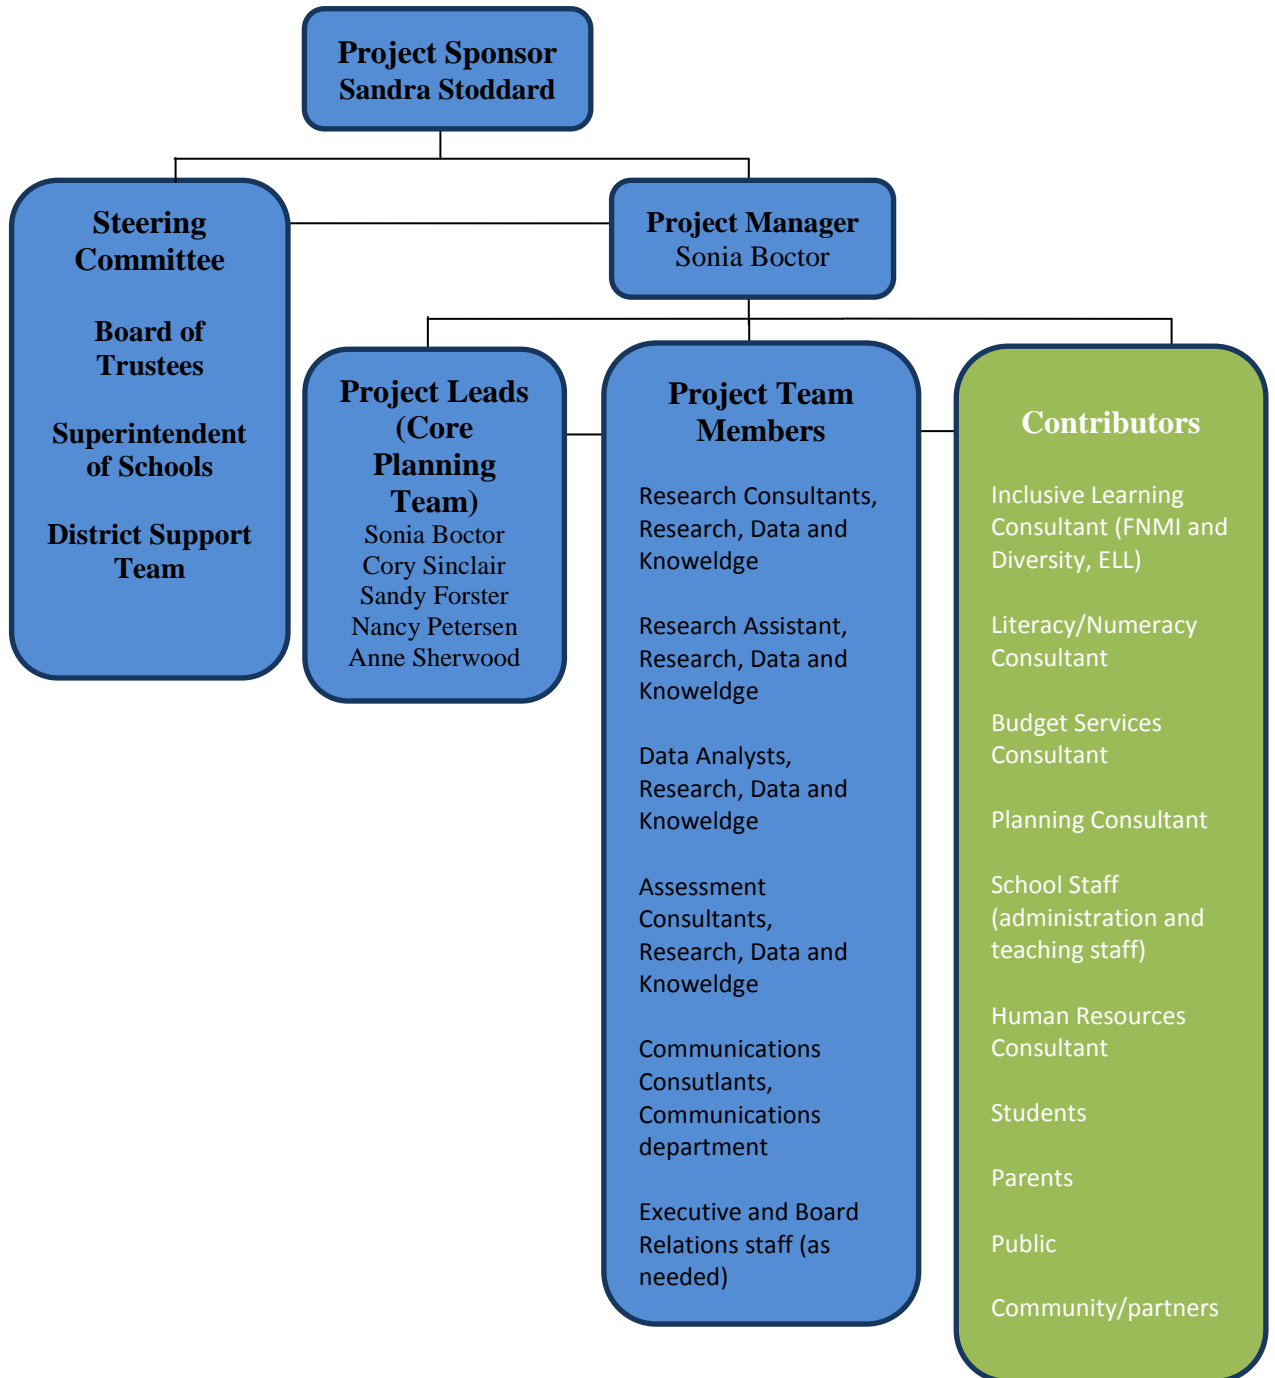 Project Sponsor
Sandra Stoddard
Steering
Committee
Board of
Trustees
Superintendent
of Schools
District Support
Team
Project Manager
Sonia Boctor
Project Leads
(Core
Planning
Team)
Sonia Boctor
Cory Sinclair
Sandy Forster
Nancy Petersen
Anne Sherwood
Project Team
Members
Research Consultants,
Research, Data and
Knoweldge
Research Assistant,
Research, Data and
Knoweldge
Data Analysts,
Research, Data and
Knoweldge
Assessment
Consultants,
Research, Data and
Knoweldge
Communications
Consutlants,
Communications
department
Executive and Board
Relations staff (as
needed)
Contributors
Inclusive Learning
Consultant (FNMI and
Diversity, ELL)
Literacy/Numeracy
Consultant
Budget Services
Consultant
Planning Consultant
School Staff
(administration and
teaching staff)
Human Resources
Consultant
Students
Parents
Public
Community/partners